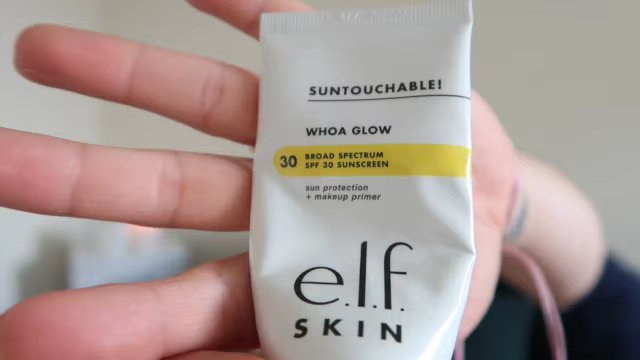 SUNTOUCHABLE!
WHOA GLOW
30 BROAD SPECTRUM
SPF 30 SUNSCREEN
sun protection
+ makeup primer
e.l.f.
SKIN